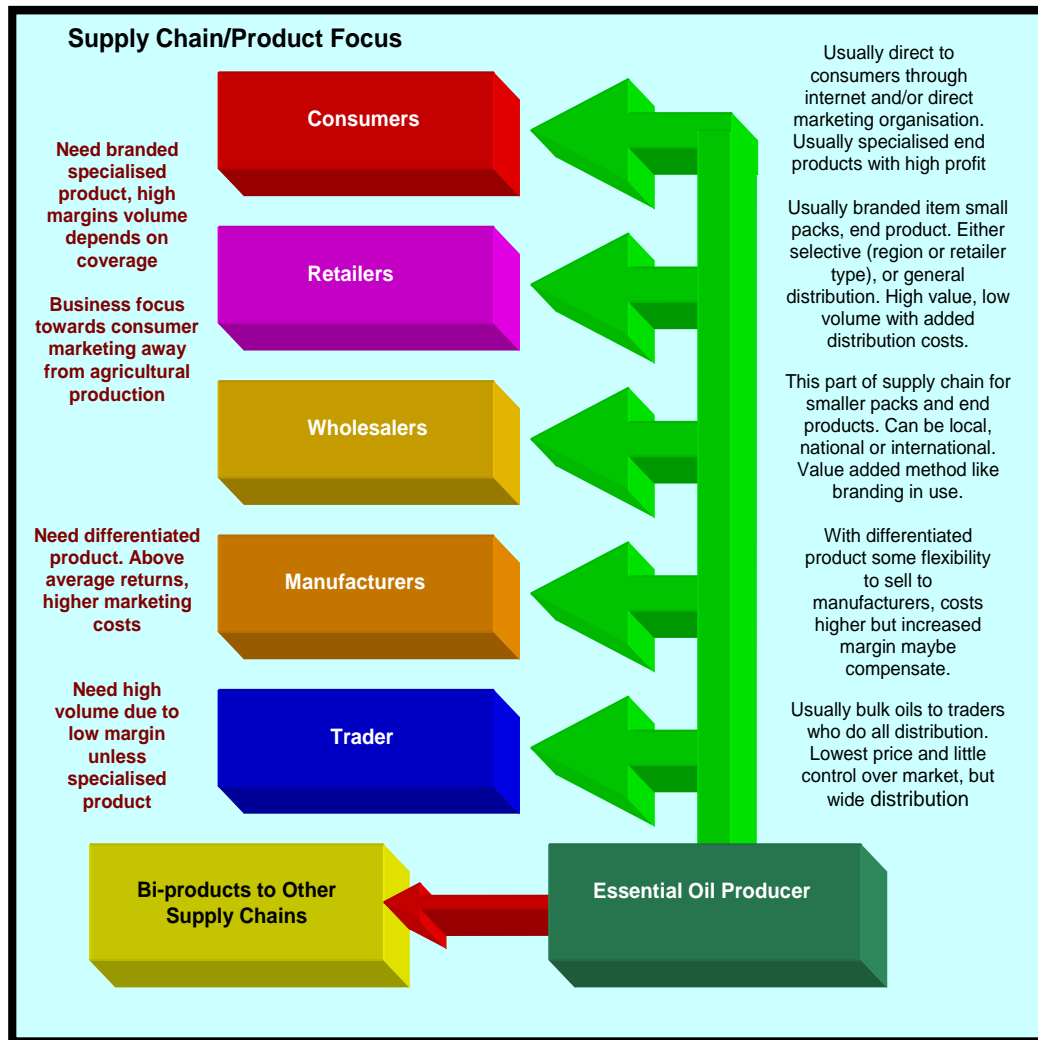 Supply Chain/Product Focus
Consumers
Usually direct to
consumers through
internet and/or direct
marketing organisation.
Usually specialised end
products with high profit
Need branded
specialised
product, high
margins volume
depends on
coverage
Retailers
Usually branded item small
packs, end product. Either
selective (region or retailer
type), or general
distribution. High value, low
volume with added
distribution costs.
Business focus
towards consumer
marketing away
from agricultural
production
Wholesalers
This part of supply chain for
smaller packs and end
products. Can be local,
national or international.
Value added method like
branding in use.
Need differentiated
product. Above
average returns,
higher marketing
costs
Manufacturers
With differentiated
product some flexibility
to sell to
manufacturers, costs
higher but increased
margin maybe
compensate.
Need high
volume due to
low margin
unless
specialised
product
Trader
Usually bulk oils to traders
who do all distribution.
Lowest price and little
control over market, but
wide distribution
Bi-products to Other
Supply Chains
Essential Oil Producer